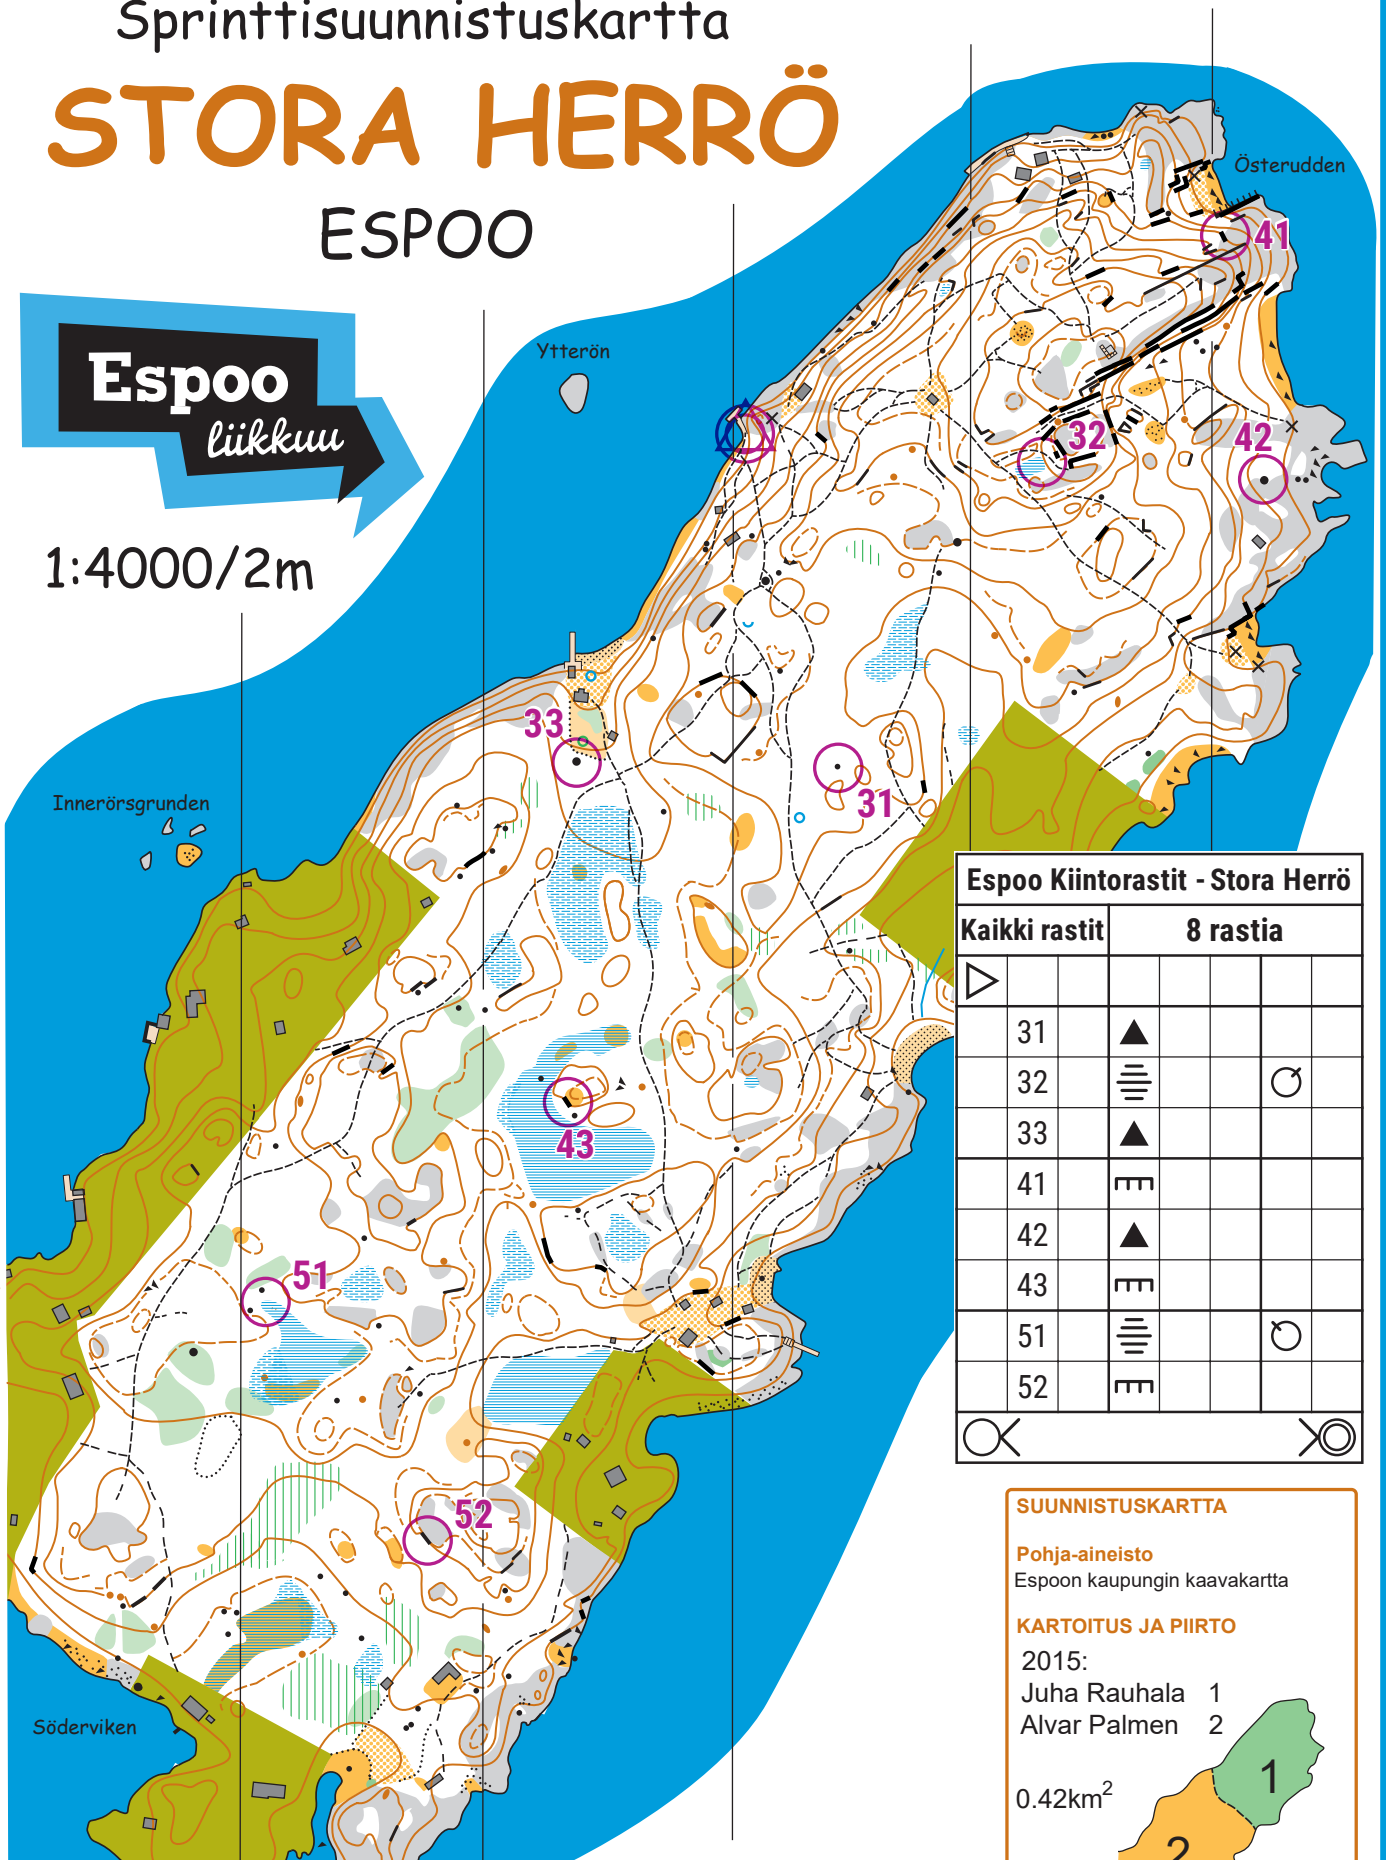 Sprinttisuunnistuskartta
STORA HERRÖ
ESPOO
Espoo
liikkuu
1:4000/2m
Österudden
41
Ytterön
32
42
33
31
Innerörsgrunden
43
51
52
Söderviken
Espoo Kiintorastit - Stora Herrö
Kaikki rastit 8 rastia
31
32
33
41
42
43
51
52
SUUNNISTUSKARTTA
Pohja-aineisto
Espoon kaupungin kaavakartta
KARTOITUS JA PIIRTO
2015:
Juha Rauhala 1
Alvar Palmen 2
0.42km²
1
2